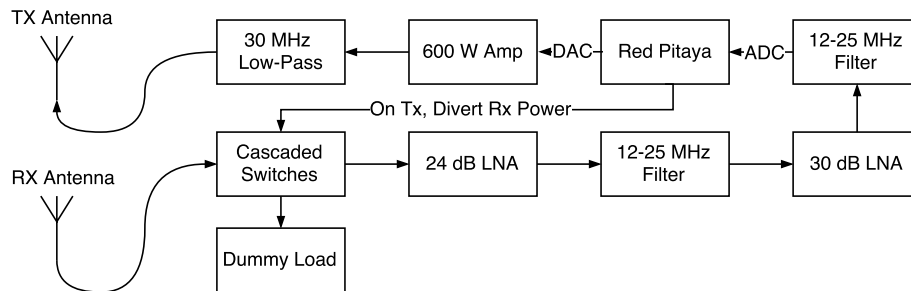 TX Antenna
30 MHz
Low-Pass
600 W Amp
DAC
Red Pitaya
ADC
12-25 MHz
Filter
On Tx, Divert Rx Power
RX Antenna
Cascaded
Switches
24 dB LNA
12-25 MHz
Filter
30 dB LNA
Dummy Load